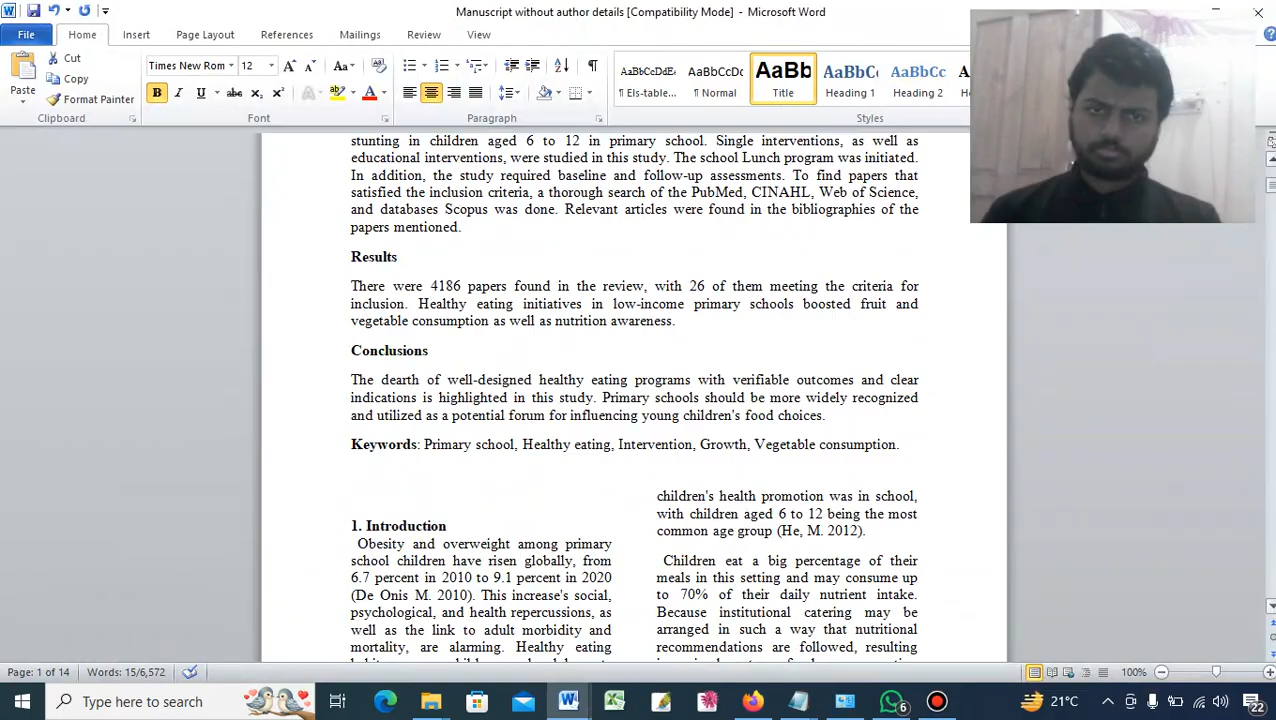 Manuscript without author details [Compatibility Mode] - Microsoft Word
File Home Insert Page Layout References Mailings Review View
Paste
Cut
Copy
Format Painter
Clipboard
Times New Rom 12
Font
Paragraph
AaBbCcDdE AaBbCcDc AaBb AaBbC AaBbCc
¶ Els-table... ¶ Normal Title Heading 1 Heading 2
Styles
stunting in children aged 6 to 12 in primary school. Single interventions, as well as
educational interventions, were studied in this study. The school Lunch program was initiated.
In addition, the study required baseline and follow-up assessments. To find papers that
satisfied the inclusion criteria, a thorough search of the PubMed, CINAHL, Web of Science,
and databases Scopus was done. Relevant articles were found in the bibliographies of the
papers mentioned.
Results
There were 4186 papers found in the review, with 26 of them meeting the criteria for
inclusion. Healthy eating initiatives in low-income primary schools boosted fruit and
vegetable consumption as well as nutrition awareness.
Conclusions
The dearth of well-designed healthy eating programs with verifiable outcomes and clear
indications is highlighted in this study. Primary schools should be more widely recognized
and utilized as a potential forum for influencing young children's food choices.
Keywords: Primary school, Healthy eating, Intervention, Growth, Vegetable consumption.
1. Introduction
Obesity and overweight among primary
school children have risen globally, from
6.7 percent in 2010 to 9.1 percent in 2020
(De Onis M. 2010). This increase's social,
psychological, and health repercussions, as
well as the link to adult morbidity and
mortality, are alarming. Healthy eating
children's health promotion was in school,
with children aged 6 to 12 being the most
common age group (He, M. 2012).
Children eat a big percentage of their
meals in this setting and may consume up
to 70% of their daily nutrient intake.
Because institutional catering may be
arranged in such a way that nutritional
recommendations are followed, resulting
Page: 1 of 14 Words: 15/6,572 100%
Type here to search
6
21°C
ENG
22